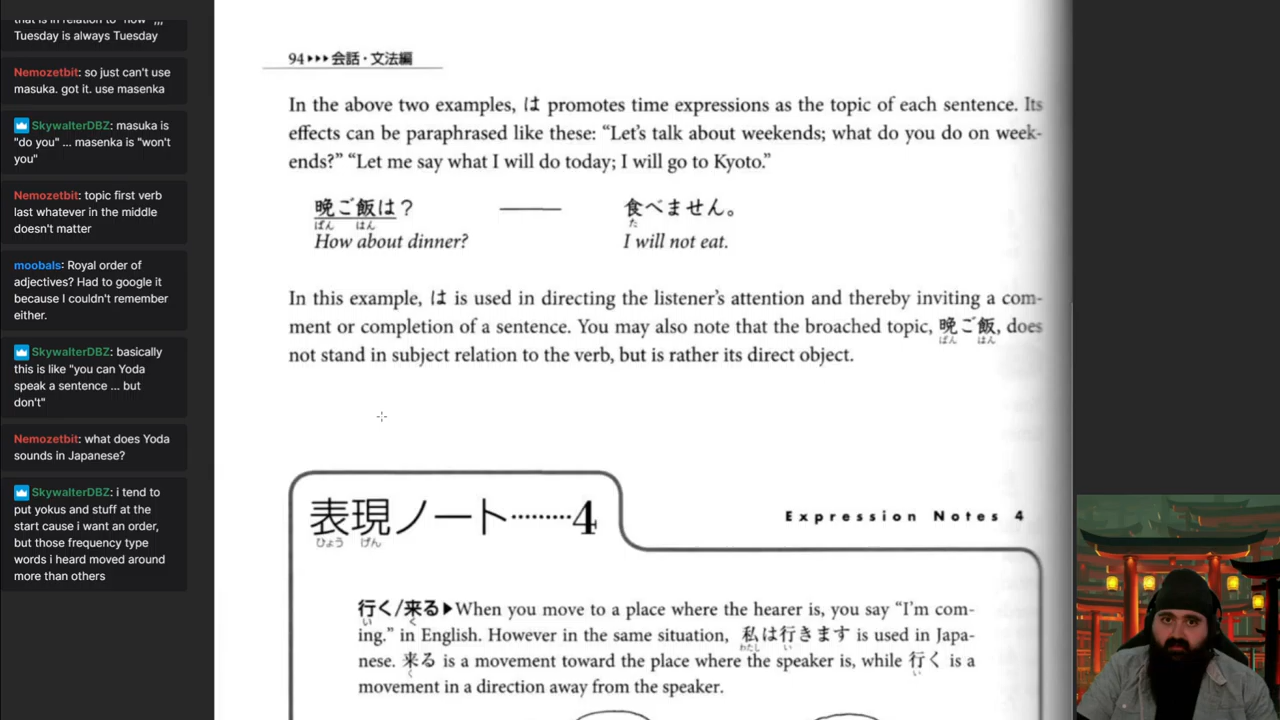 Tuesday is always Tuesday
Nemozetbit: so just can't use
masuka. got it. use masenka
SkywalterDBZ: masuka is
"do you" ... masenka is "won't
you"
Nemozetbit: topic first verb
last whatever in the middle
doesn't matter
moobals: Royal order of
adjectives? Had to google it
because I couldn't remember
either.
SkywalterDBZ: basically
this is like "you can Yoda
speak a sentence ... but
don't"
Nemozetbit: what does Yoda
sounds in Japanese?
SkywalterDBZ: i tend to
put yokus and stuff at the
start cause i want an order,
but those frequency type
words i heard moved around
more than others
94▸▸▸会話・文法編
In the above two examples, は promotes time expressions as the topic of each sentence. Its
effects can be paraphrased like these: “Let's talk about weekends; what do you do on week-
ends?” “Let me say what I will do today; I will go to Kyoto.”
晩ご飯は？ —— 食べません。
ばん はん た
How about dinner? I will not eat.
In this example, は is used in directing the listener's attention and thereby inviting a com-
ment or completion of a sentence. You may also note that the broached topic, 晩ご飯, does
ばん はん
not stand in subject relation to the verb, but is rather its direct object.
表現ノート………4
ひょう げん
Expression Notes 4
行く/来る▶When you move to a place where the hearer is, you say “I'm com-
い く
ing.” in English. However in the same situation, 私は行きます is used in Japa-
わたし い
nese. 来る is a movement toward the place where the speaker is, while 行く is a
く い
movement in a direction away from the speaker.